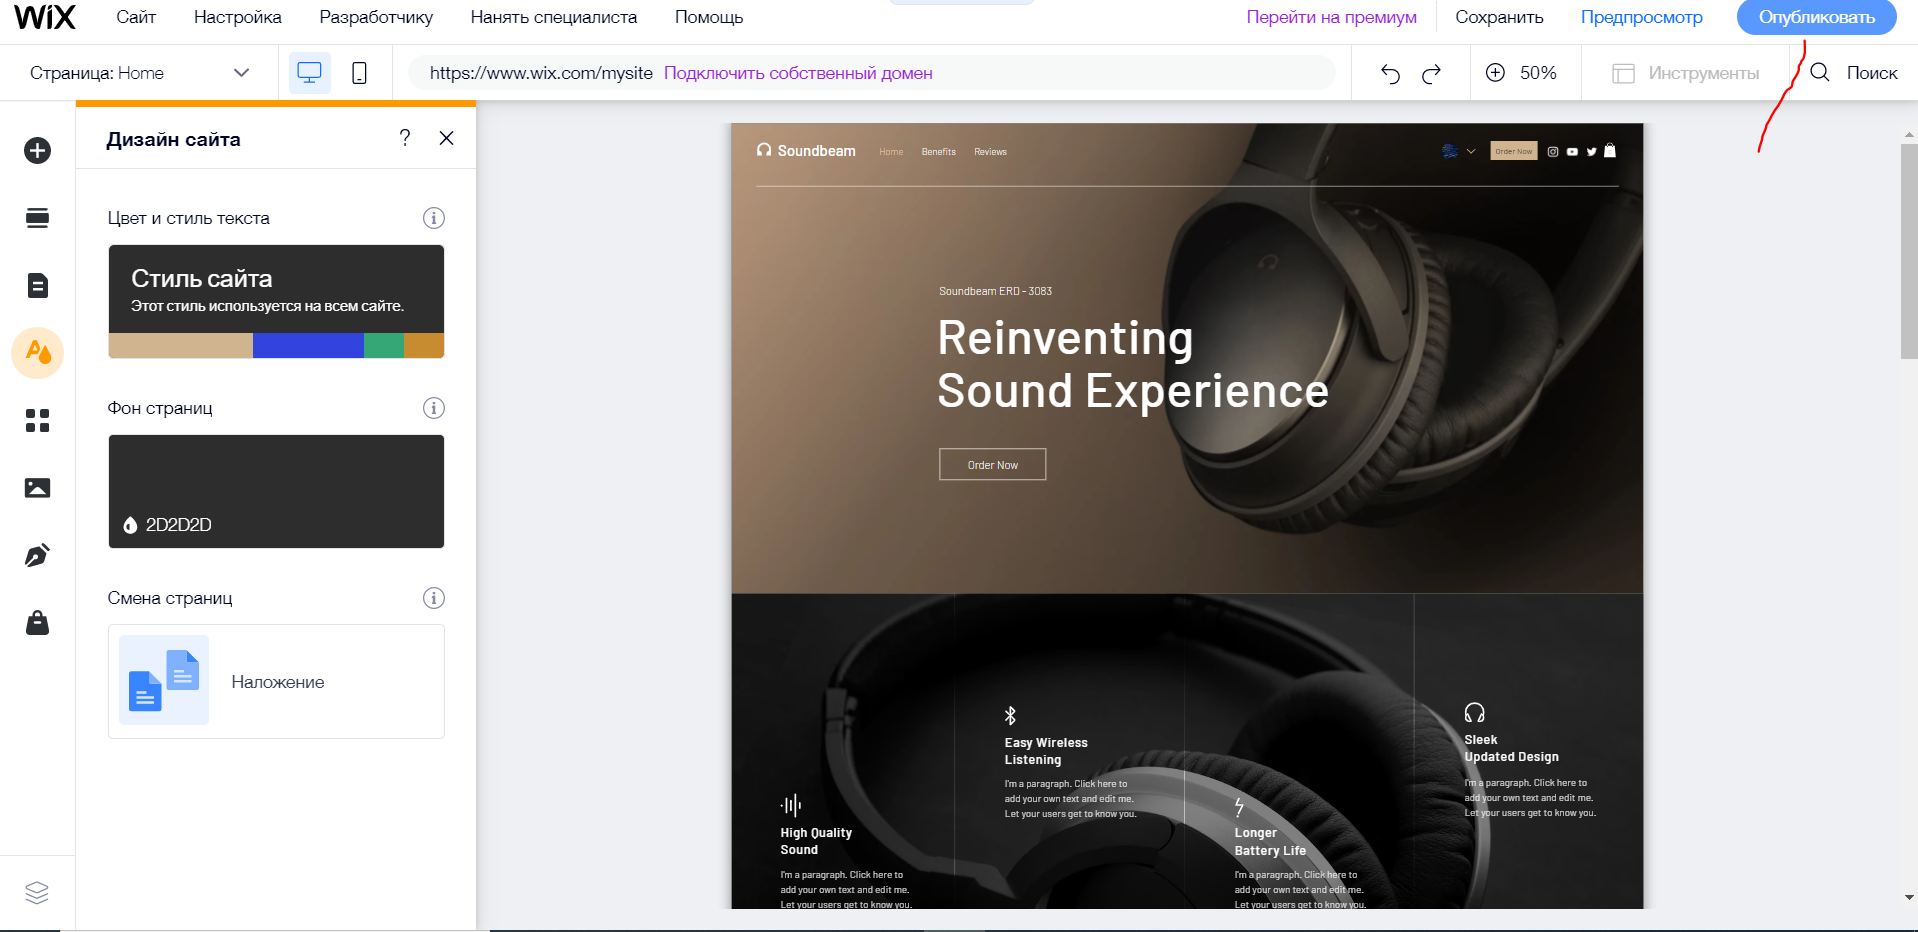 WIX Сайт Настройка Разработчику Нанять специалиста Помощь Перейти на премиум Сохранить Предпросмотр Опубликовать
Страница: Home https://www.wix.com/mysite Подключить собственный домен 50% Инструменты Поиск
Дизайн сайта ?
Цвет и стиль текста
Стиль сайта
Этот стиль используется на всем сайте.
Фон страниц
2D2D2D
Смена страниц
Наложение
Soundbeam Home Benefits Reviews Order Now
Soundbeam ERD - 3083
Reinventing
Sound Experience
Order Now
High Quality
Sound
I'm a paragraph. Click here to
add your own text and edit me.
Let your users get to know you.
Easy Wireless
Listening
I'm a paragraph. Click here to
add your own text and edit me.
Let your users get to know you.
Longer
Battery Life
I'm a paragraph. Click here to
add your own text and edit me.
Let your users get to know you.
Sleek
Updated Design
I'm a paragraph. Click here to
add your own text and edit me.
Let your users get to know you.